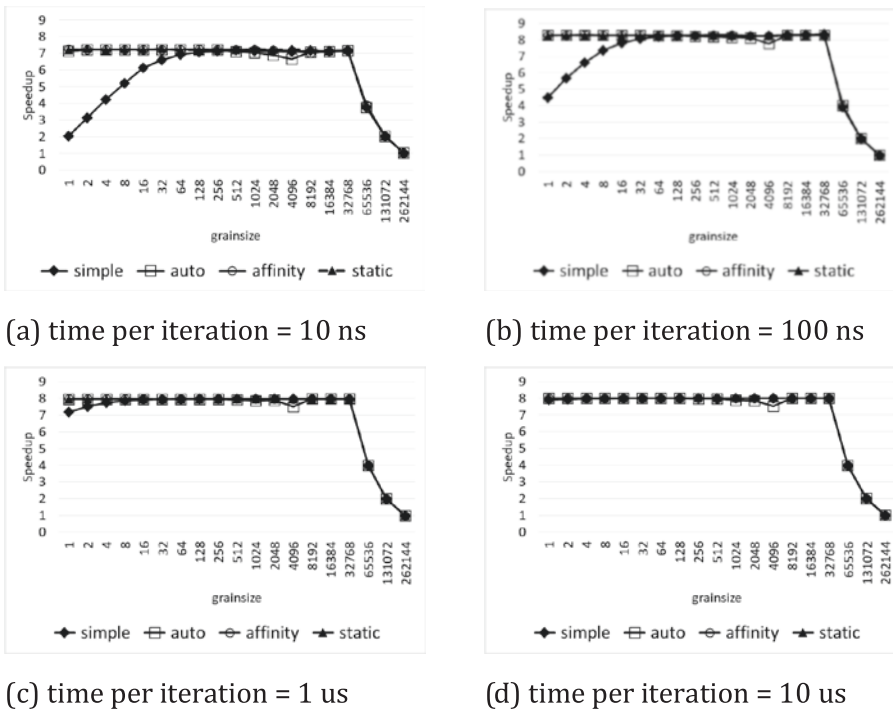 9
8
7
6
5
4
3
2
1
0
Speedup
1 2 4 8 16 32 64 128 256 512 1024 2048 4096 8192 16384 32768 65536 131072 262144
grainsize
simple auto affinity static
(a) time per iteration = 10 ns
9
8
7
6
5
4
3
2
1
0
Speedup
1 2 4 8 16 32 64 128 256 512 1024 2048 4096 8192 16384 32768 65536 131072 262144
grainsize
simple auto affinity static
(b) time per iteration = 100 ns
9
8
7
6
5
4
3
2
1
0
Speedup
1 2 4 8 16 32 64 128 256 512 1024 2048 4096 8192 16384 32768 65536 131072 262144
grainsize
simple auto affinity static
(c) time per iteration = 1 us
9
8
7
6
5
4
3
2
1
0
Speedup
1 2 4 8 16 32 64 128 256 512 1024 2048 4096 8192 16384 32768 65536 131072 262144
grainsize
simple auto affinity static
(d) time per iteration = 10 us